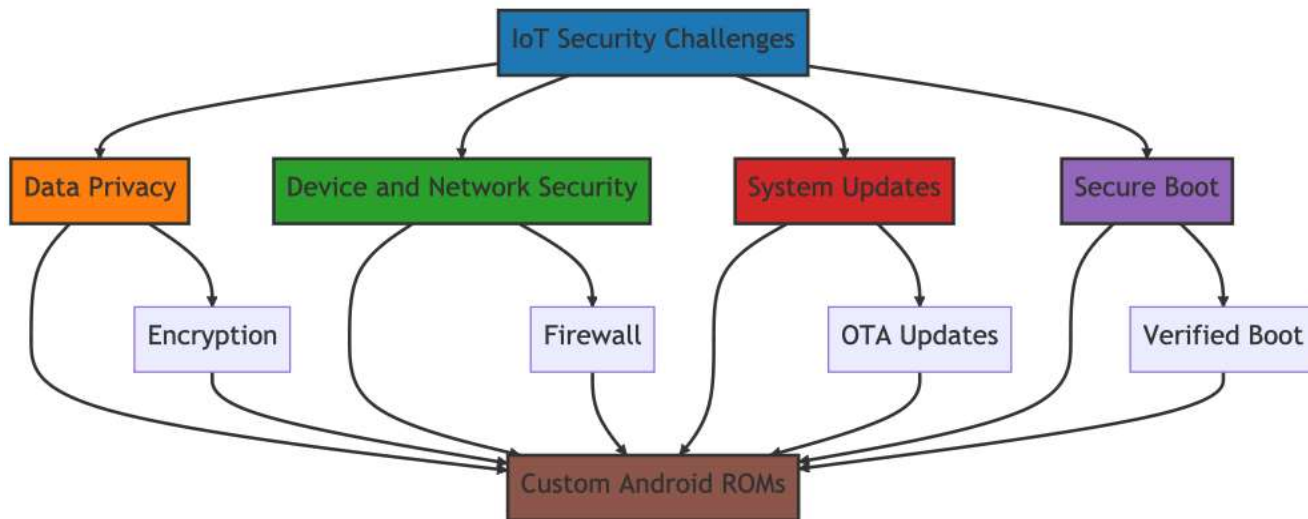 IoT Security Challenges
Data Privacy
Device and Network Security
System Updates
Secure Boot
Encryption
Firewall
OTA Updates
Verified Boot
Custom Android ROMs